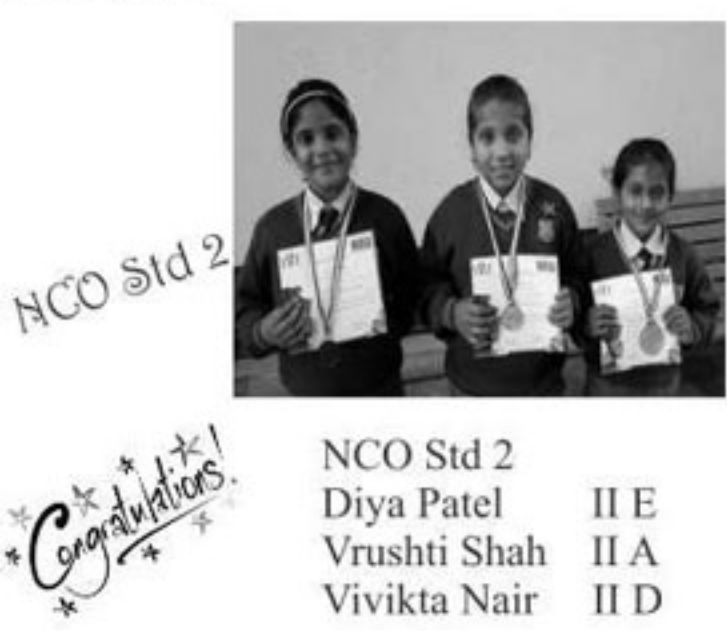 NCO Std 2
Congratulations!
NCO Std 2
Diya Patel II E
Vrushti Shah II A
Vivikta Nair II D